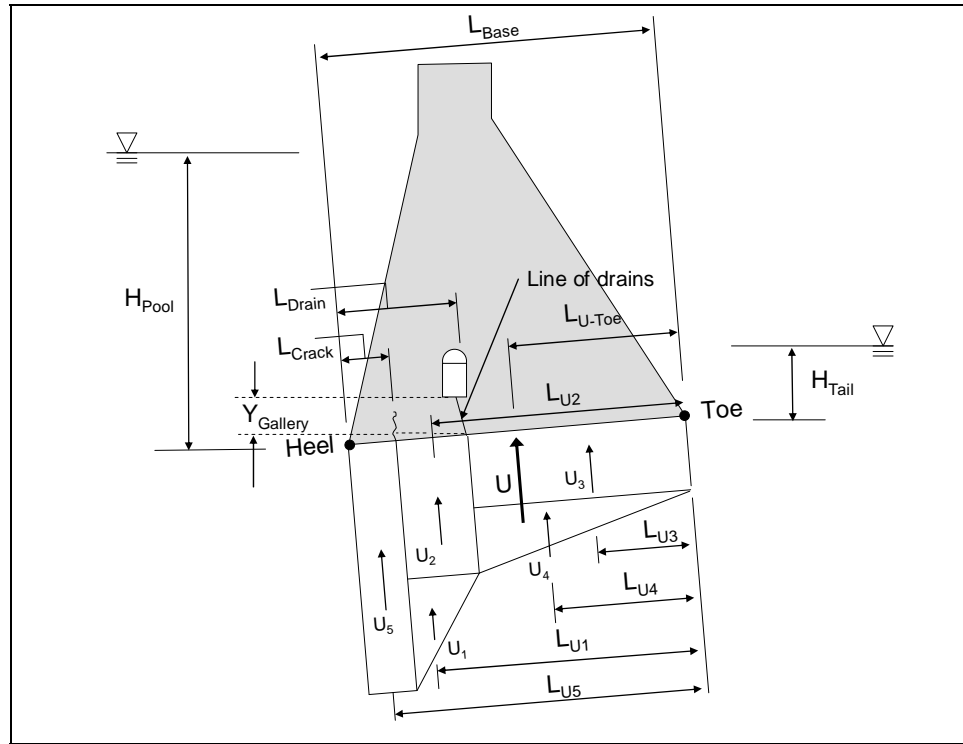 L_Base
Line of drains
L_Drain
H_Pool
L_U-Toe
L_Crack
H_Tail
L_U2
Y_Gallery
Toe
Heel
U
U_3
U_2
U_4
L_U3
L_U4
U_5
U_1
L_U1
L_U5